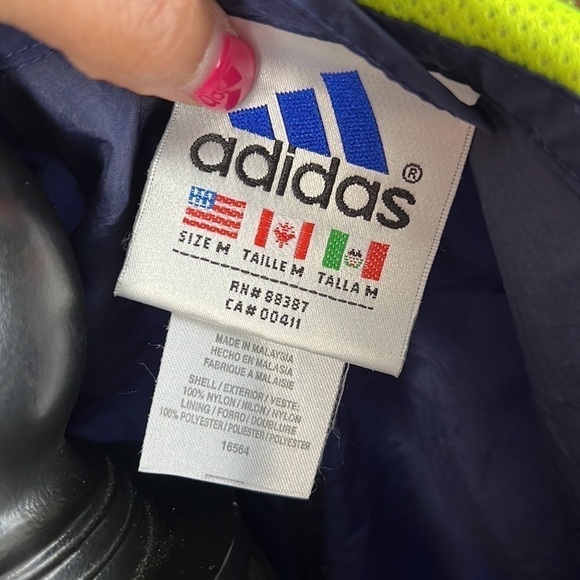 adidas®
SIZE M TAILLE M TALLA M
RN# 88387
CA# 00411
MADE IN MALAYSIA
HECHO EN MALASIA
FABRIQUE A MALAISIE
SHELL / EXTERIOR / VESTE:
100% NYLON / NILON / NYLON
LINING / FORRO / DOUBLURE
100% POLYESTER / POLIESTER / POLYESTER
16564